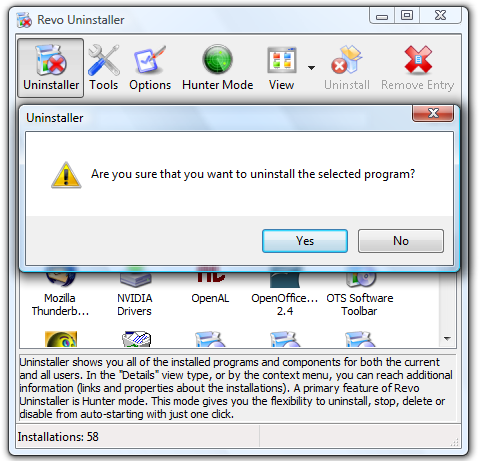 Revo Uninstaller
Uninstaller Tools Options Hunter Mode View Uninstall Remove Entry
Uninstaller
Are you sure that you want to uninstall the selected program?
Yes No
Mozilla NVIDIA OpenAL OpenOffice... OTS Software
Thunderb... Drivers 2.4 Toolbar
Uninstaller shows you all of the installed programs and components for both the current
and all users. In the "Details" view type, or by the context menu, you can reach additional
information (links and properties about the installations). A primary feature of Revo
Uninstaller is Hunter mode. This mode gives you the flexibility to uninstall, stop, delete or
disable from auto-starting with just one click.
Installations: 58